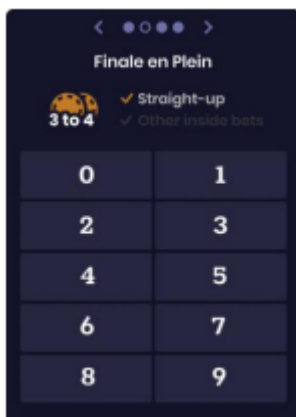 Finale en Plein
3 to 4
✓ Straight-up
✓ Other inside bets
0 1
2 3
4 5
6 7
8 9